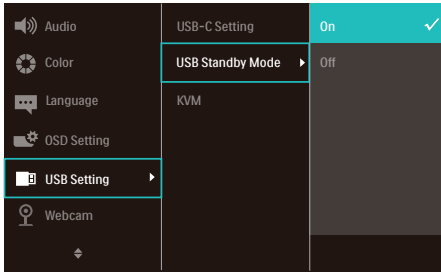 Audio
Color
Language
OSD Setting
USB Setting
Webcam
USB-C Setting
USB Standby Mode
KVM
On
Off